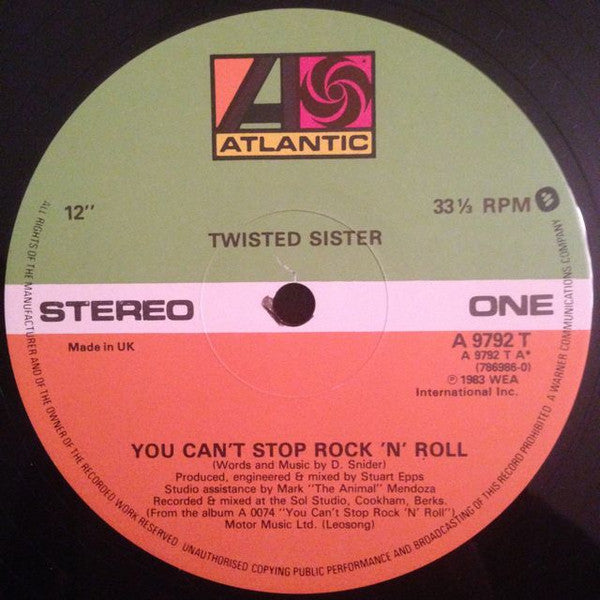 ATLANTIC
12"
33⅓ RPM
TWISTED SISTER
STEREO
ONE
Made in UK
A 9792 T
A 9792 T A*
(786986-0)
℗ 1983 WEA
International Inc.
YOU CAN'T STOP ROCK 'N' ROLL
(Words and Music by D. Snider)
Produced, engineered & mixed by Stuart Epps
Studio assistance by Mark "The Animal" Mendoza
Recorded & mixed at the Sol Studio, Cookham, Berks.
(From the album A 0074 "You Can't Stop Rock 'N' Roll")
Motor Music Ltd. (Leosong)
ALL RIGHTS OF THE MANUFACTURER AND OF THE OWNER OF THE RECORDED WORK RESERVED. UNAUTHORISED COPYING PUBLIC PERFORMANCE AND BROADCASTING OF THIS RECORD PROHIBITED. A WARNER COMMUNICATIONS COMPANY